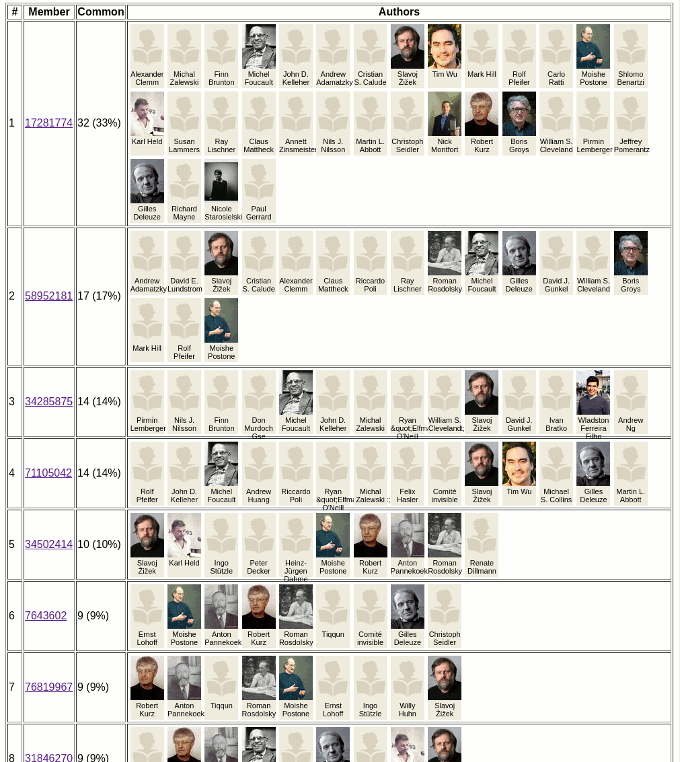 # Member Common Authors
1 17281774 32 (33%)
Alexander Clemm
Michal Zalewski
Finn Brunton
Michel Foucault
John D. Kelleher
Andrew Adamatzky
Cristian S. Calude
Slavoj Žižek
Tim Wu
Mark Hill
Rolf Pfeifer
Carlo Ratti
Moishe Postone
Shlomo Benartzi
Karl Held
Susan Lammers
Ray Lischner
Claus Mattheck
Annett Zinsmeister
Nils J. Nilsson
Martin L. Abbott
Christoph Seidler
Nick Montfort
Robert Kurz
Boris Groys
William S. Cleveland
Pirmin Lemberger
Jeffrey Pomerantz
Gilles Deleuze
Richard Mayne
Nicole Starosielski
Paul Gerrard
2 58952181 17 (17%)
Andrew Adamatzky
David E. Lundstrom
Slavoj Žižek
Cristian S. Calude
Alexander Clemm
Claus Mattheck
Riccardo Poli
Ray Lischner
Roman Rosdolsky
Michel Foucault
Gilles Deleuze
David J. Gunkel
William S. Cleveland
Boris Groys
Mark Hill
Rolf Pfeifer
Moishe Postone
3 34285875 14 (14%)
Pirmin Lemberger
Nils J. Nilsson
Finn Brunton
Don Murdoch Gse
Michel Foucault
John D. Kelleher
Michal Zalewski
Ryan &quot;Elfm O'Neill
William S. Cleveland
Slavoj Žižek
David J. Gunkel
Ivan Bratko
Wladston Ferreira Filho
Andrew Ng
4 71105042 14 (14%)
Rolf Pfeifer
John D. Kelleher
Michel Foucault
Andrew Huang
Riccardo Poli
Ryan &quot;Elfm O'Neill
Michal Zalewski
Felix Hasler
Comité invisible
Slavoj Žižek
Tim Wu
Michael S. Collins
Gilles Deleuze
Martin L. Abbott
5 34502414 10 (10%)
Slavoj Žižek
Karl Held
Ingo Stützle
Peter Decker
Heinz-Jürgen Dahme
Moishe Postone
Robert Kurz
Anton Pannekoek
Roman Rosdolsky
Renate Dillmann
6 7643602 9 (9%)
Ernst Lohoff
Moishe Postone
Anton Pannekoek
Robert Kurz
Roman Rosdolsky
Tiqqun
Comité invisible
Gilles Deleuze
Christoph Seidler
7 76819967 9 (9%)
Robert Kurz
Anton Pannekoek
Tiqqun
Roman Rosdolsky
Moishe Postone
Ernst Lohoff
Ingo Stützle
Willy Huhn
Slavoj Žižek
8 31846270 9 (9%)